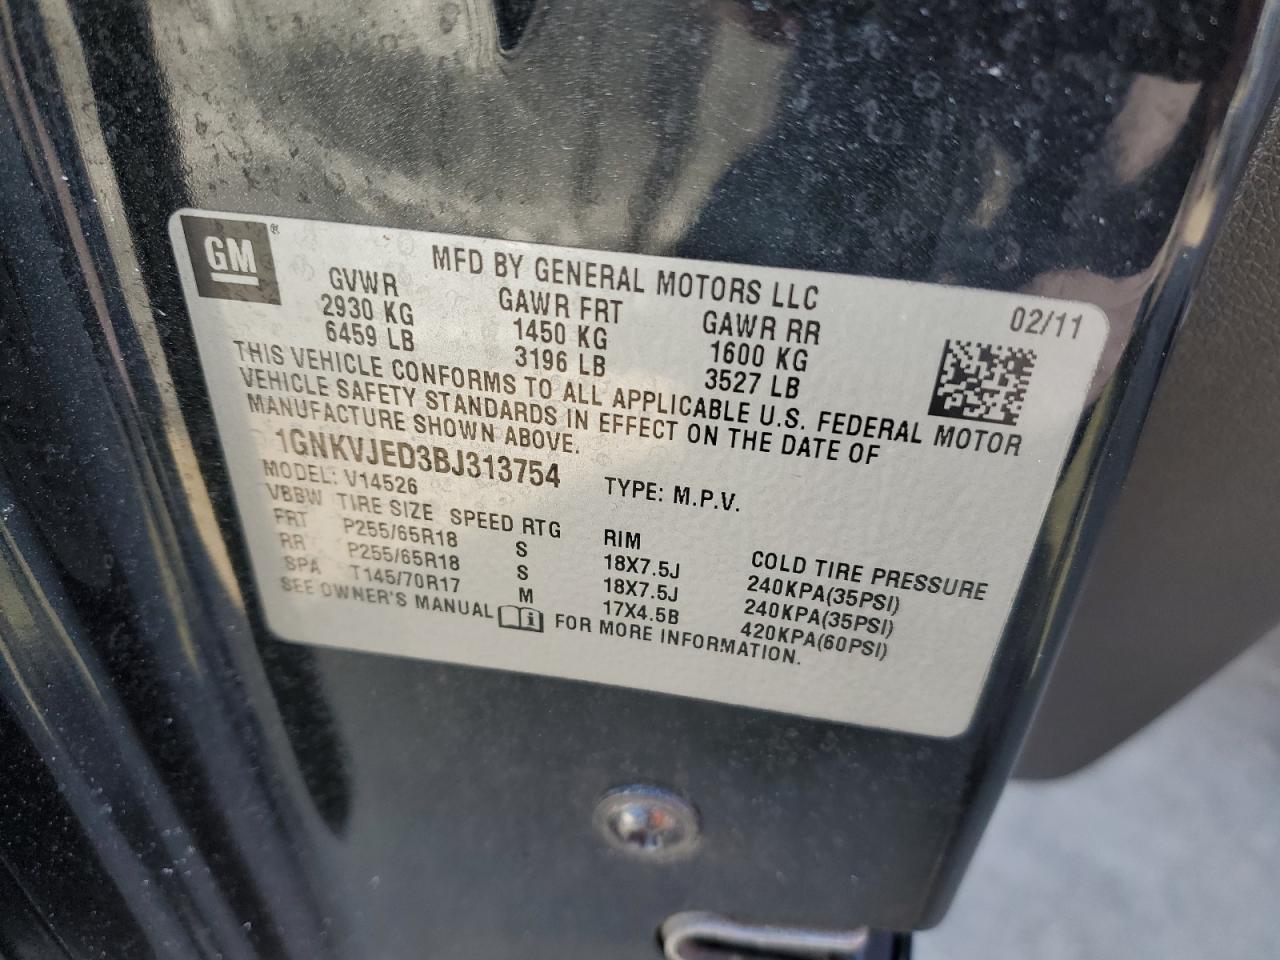 GM ®
MFD BY GENERAL MOTORS LLC
02/11
GVWR GAWR FRT GAWR RR
2930 KG 1450 KG 1600 KG
6459 LB 3196 LB 3527 LB
THIS VEHICLE CONFORMS TO ALL APPLICABLE U.S. FEDERAL MOTOR
VEHICLE SAFETY STANDARDS IN EFFECT ON THE DATE OF
MANUFACTURE SHOWN ABOVE.
1GNKVJED3BJ313754 TYPE: M.P.V.
MODEL: V14526
VBBW TIRE SIZE SPEED RTG RIM COLD TIRE PRESSURE
FRT P255/65R18 S 18X7.5J 240KPA(35PSI)
RR P255/65R18 S 18X7.5J 240KPA(35PSI)
SPA T145/70R17 M 17X4.5B 420KPA(60PSI)
SEE OWNER'S MANUAL i FOR MORE INFORMATION.